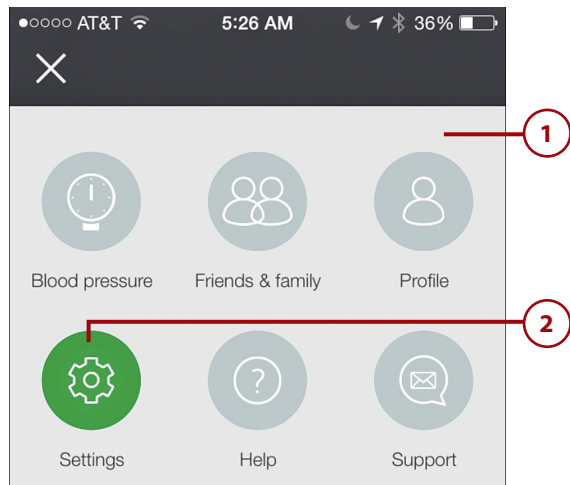 AT&T 5:26 AM 36%
1
Blood pressure Friends & family Profile
2
?
Settings Help Support